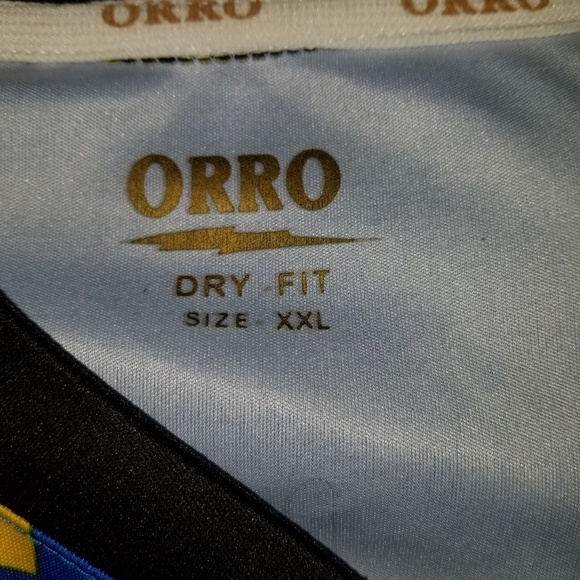 ORRO ORRO
ORRO
DRY - FIT
SIZE - XXL